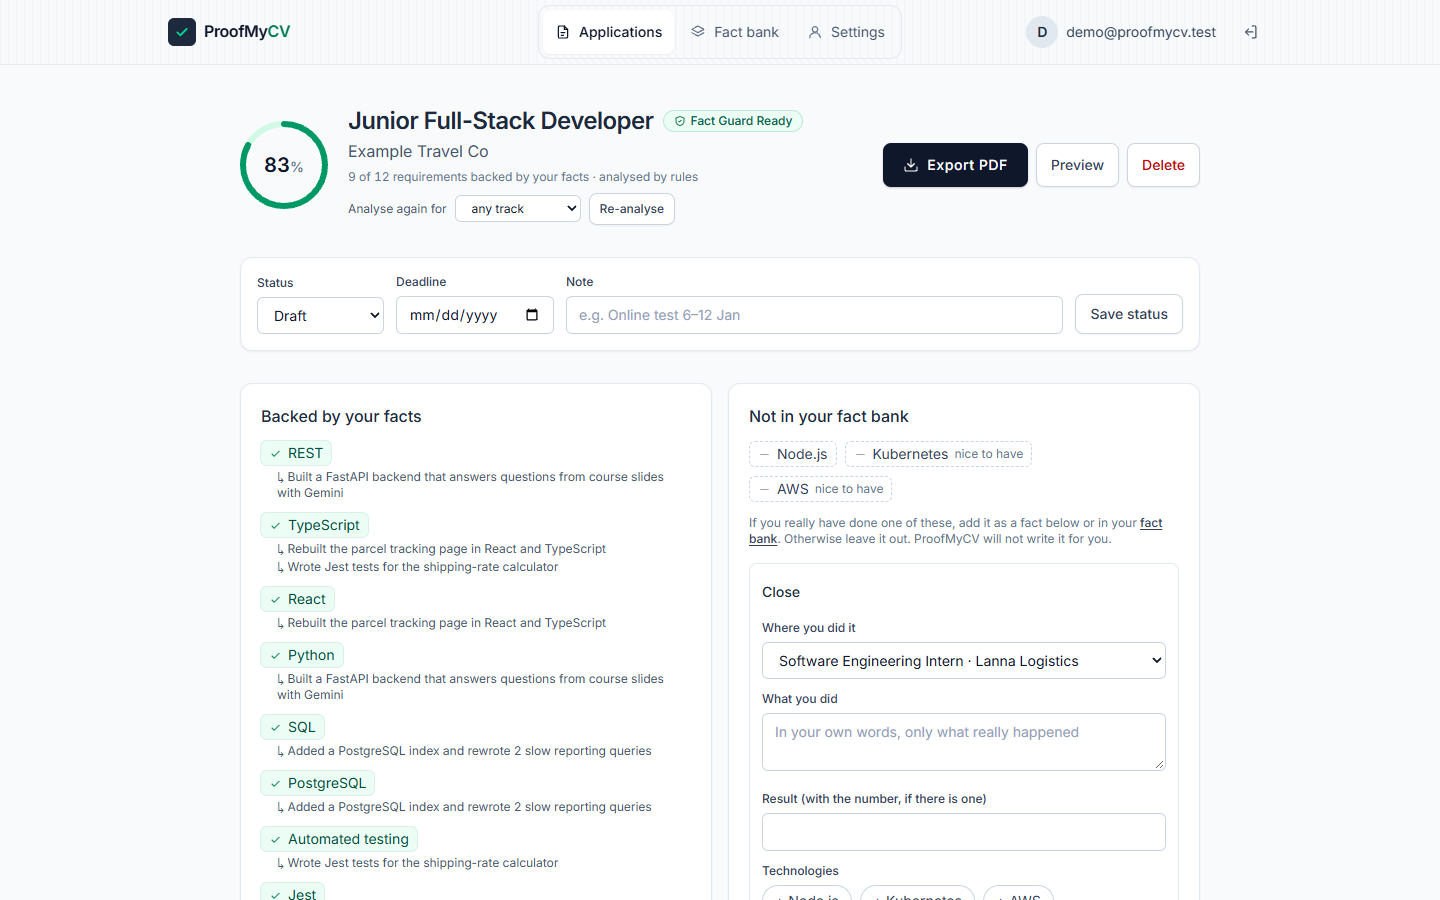 ProofMyCV
Applications
Fact bank
Settings
D
demo@proofmycv.test
83%
Junior Full-Stack Developer
Fact Guard Ready
Example Travel Co
9 of 12 requirements backed by your facts · analysed by rules
Analyse again for
any track
Re-analyse
Export PDF
Preview
Delete
Status
Deadline
Note
Draft
mm/dd/yyyy
e.g. Online test 6–12 Jan
Save status
Backed by your facts
✓ REST
↳ Built a FastAPI backend that answers questions from course slides
with Gemini
✓ TypeScript
↳ Rebuilt the parcel tracking page in React and TypeScript
↳ Wrote Jest tests for the shipping-rate calculator
✓ React
↳ Rebuilt the parcel tracking page in React and TypeScript
✓ Python
↳ Built a FastAPI backend that answers questions from course slides
with Gemini
✓ SQL
↳ Added a PostgreSQL index and rewrote 2 slow reporting queries
✓ PostgreSQL
↳ Added a PostgreSQL index and rewrote 2 slow reporting queries
✓ Automated testing
↳ Wrote Jest tests for the shipping-rate calculator
✓ Jest
Not in your fact bank
– Node.js
– Kubernetes nice to have
– AWS nice to have
If you really have done one of these, add it as a fact below or in your fact
bank. Otherwise leave it out. ProofMyCV will not write it for you.
Close
Where you did it
Software Engineering Intern · Lanna Logistics
What you did
In your own words, only what really happened
Result (with the number, if there is one)
Technologies
+ Node.js
+ Kubernetes
+ AWS